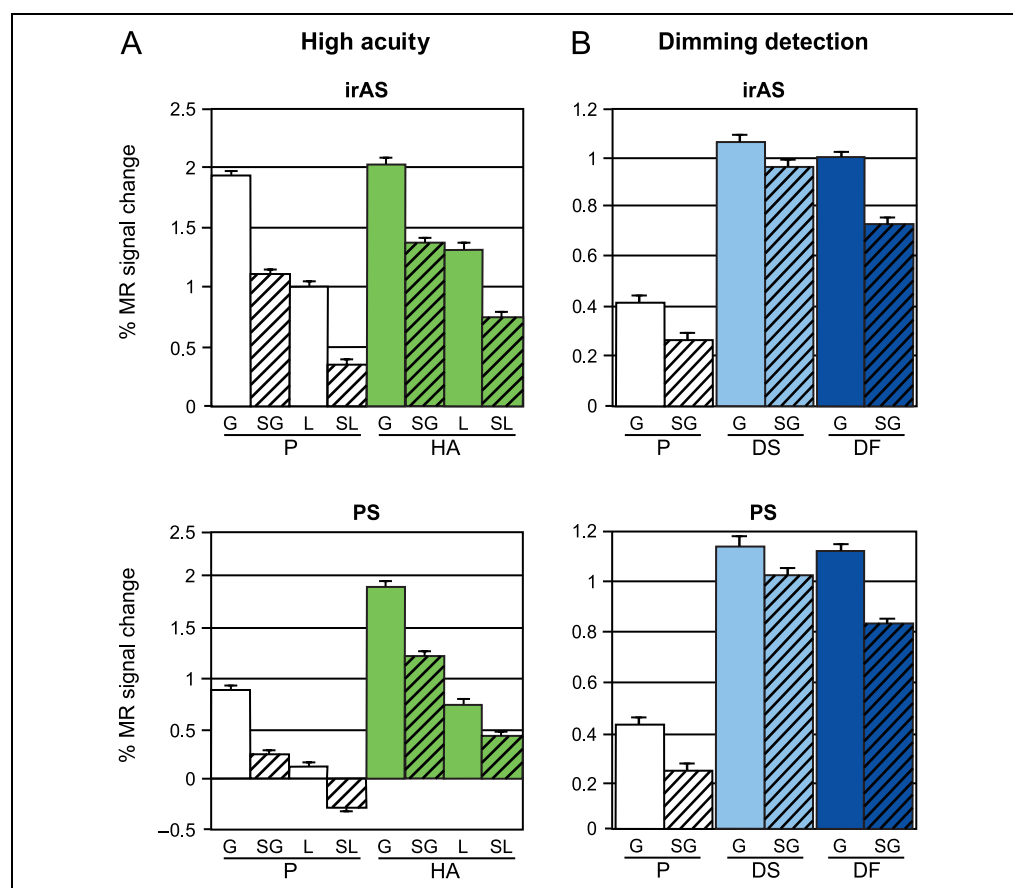 A High acuity
B Dimming detection
irAS
% MR signal change
2.5
2
1.5
1
0.5
0
G SG L SL G SG L SL
P HA
irAS
1.2
1
0.8
0.6
0.4
0.2
0
G SG G SG G SG
P DS DF
PS
% MR signal change
2.5
2
1.5
1
0.5
0
–0.5
G SG L SL G SG L SL
P HA
PS
1.2
1
0.8
0.6
0.4
0.2
0
G SG G SG G SG
P DS DF